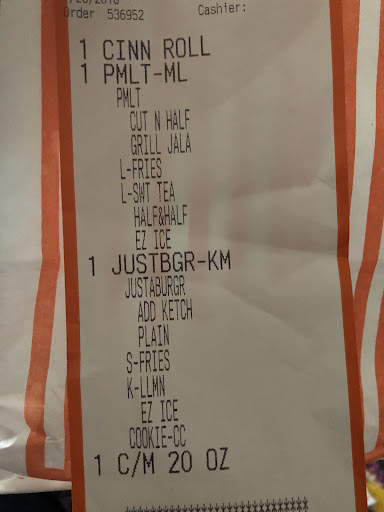 Order 536952 Cashier:
1 CINN ROLL
1 PMLT-ML
PMLT
CUT N HALF
GRILL JALA
L-FRIES
L-SWT TEA
HALF&HALF
EZ ICE
1 JUSTBGR-KM
JUSTABURGR
ADD KETCH
PLAIN
S-FRIES
K-LLMN
EZ ICE
COOKIE-CC
1 C/M 20 OZ